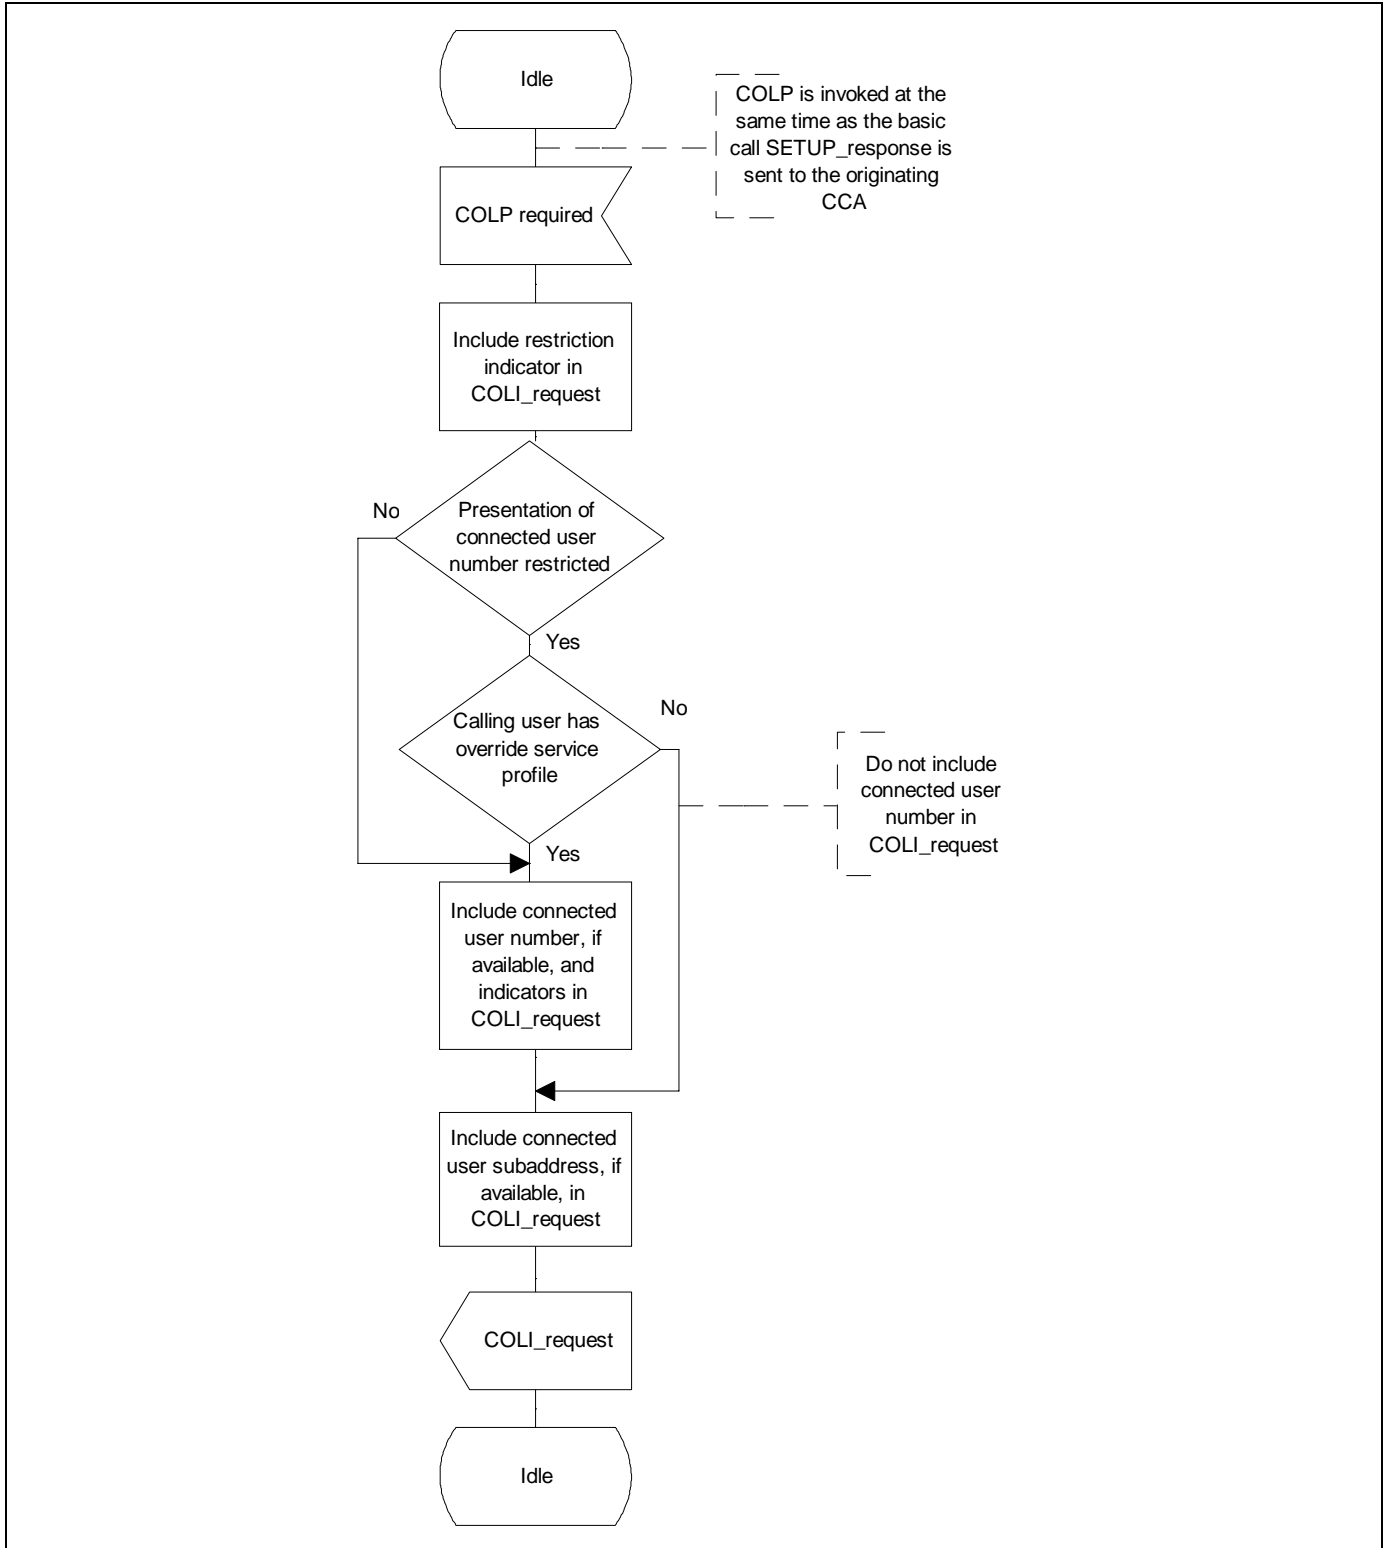 Idle
COLP is invoked at the
same time as the basic
call SETUP_response is
sent to the originating
CCA
COLP required
Include restriction
indicator in
COLI_request
No
Presentation of
connected user
number restricted
Yes
Calling user has
override service
profile
No
Do not include
connected user
number in
COLI_request
Yes
Include connected
user number, if
available, and
indicators in
COLI_request
Include connected
user subaddress, if
available, in
COLI_request
COLI_request
Idle